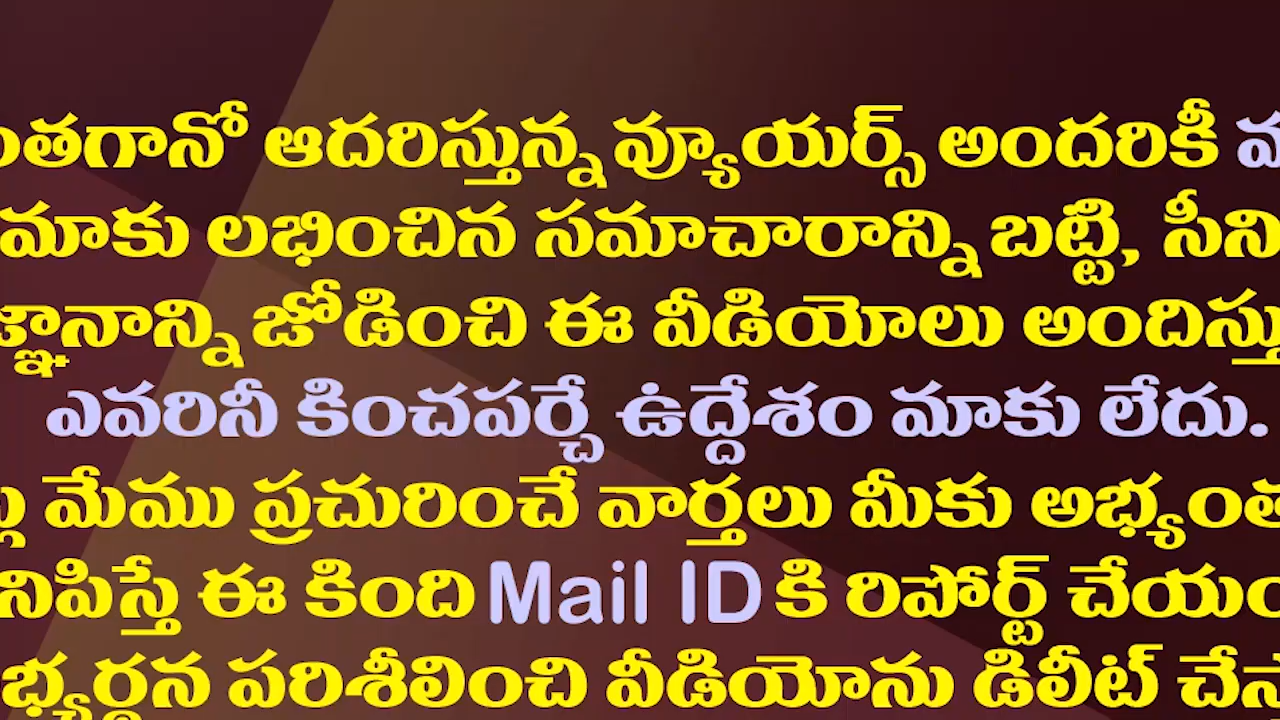 ఆదరిస్తున్న వ్యూయర్స్ అందరికీ
మాకు లభించిన సమాచారాన్ని బట్టి,
జోడించి ఈ వీడియోలు
ఎవరినీ కించపర్చే ఉద్దేశం మాకు లేదు.
మేము ప్రచురించే వార్తలు మీకు
ఈ కింది Mail ID కి రిపోర్ట్
పరిశీలించి వీడియోను డిలీట్